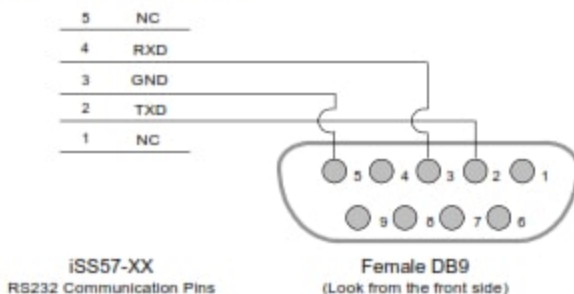 5 NC
4 RXD
3 GND
2 TXD
1 NC
5 4 3 2 1
9 8 7 6
iSS57-XX
RS232 Communication Pins
Female DB9
(Look from the front side)